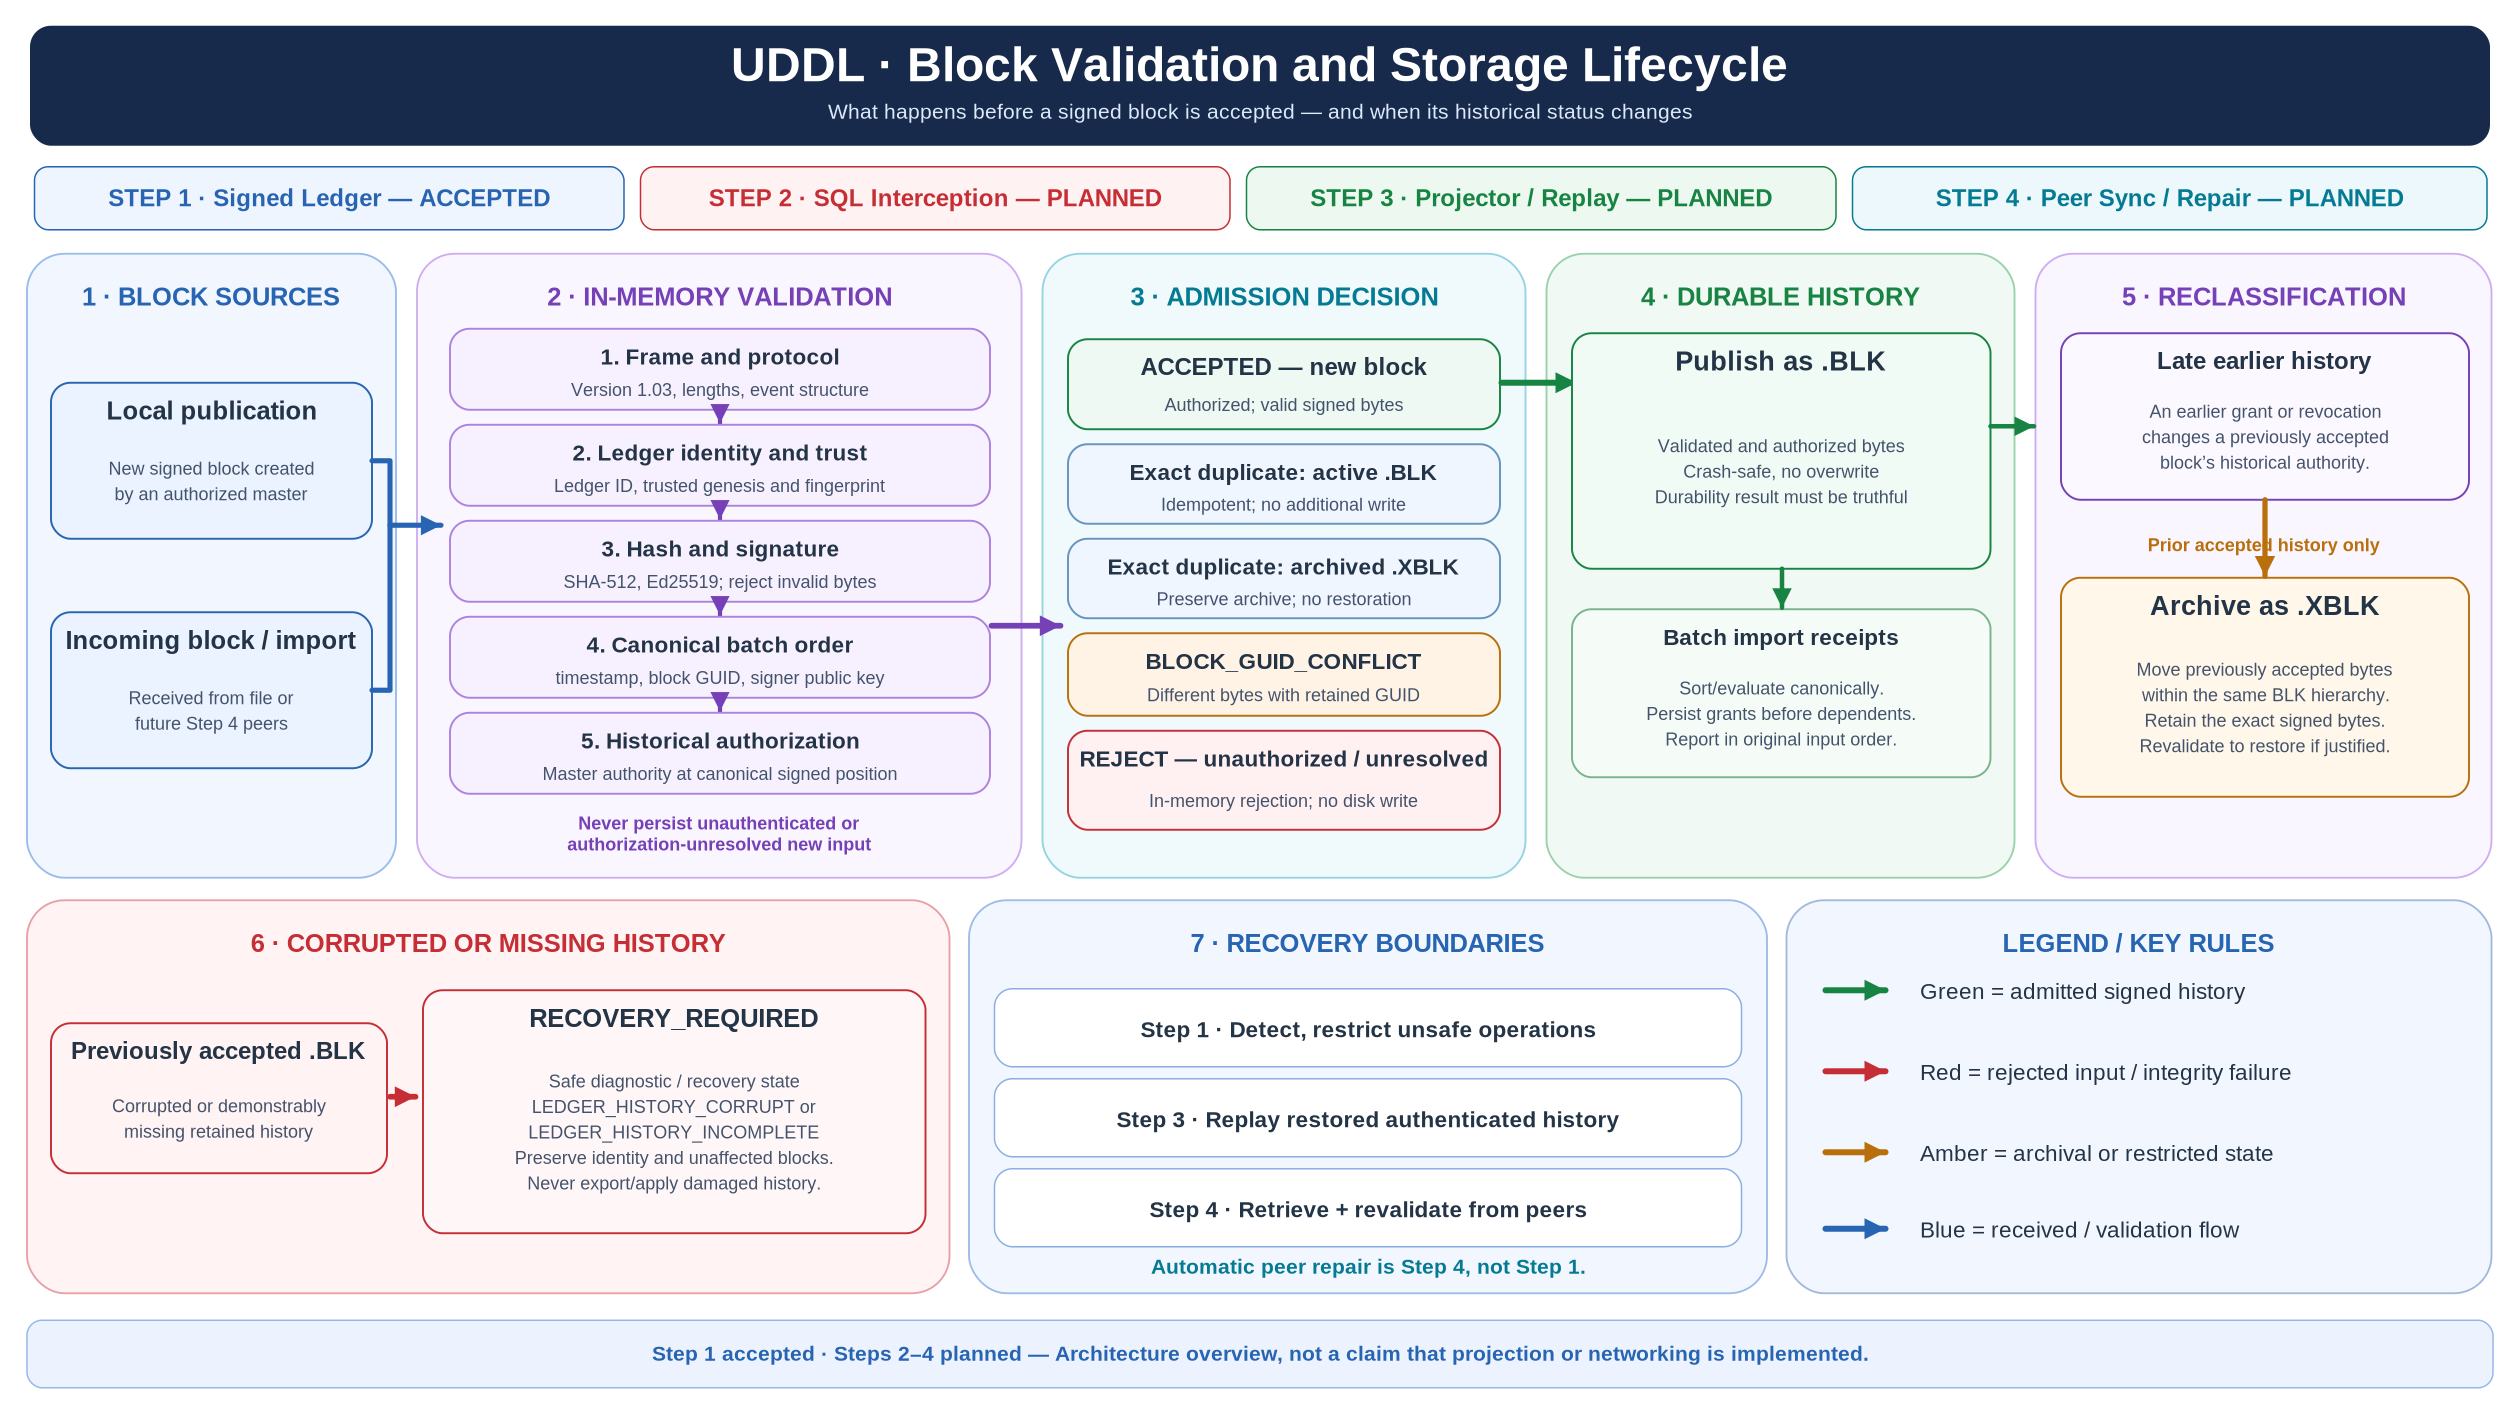 UDDL · Block Validation and Storage Lifecycle
What happens before a signed block is accepted — and when its historical status changes
STEP 1 · Signed Ledger — ACCEPTED
STEP 2 · SQL Interception — PLANNED
STEP 3 · Projector / Replay — PLANNED
STEP 4 · Peer Sync / Repair — PLANNED
1 · BLOCK SOURCES
Local publication
New signed block created
by an authorized master
Incoming block / import
Received from file or
future Step 4 peers
2 · IN-MEMORY VALIDATION
1. Frame and protocol
Version 1.03, lengths, event structure
2. Ledger identity and trust
Ledger ID, trusted genesis and fingerprint
3. Hash and signature
SHA-512, Ed25519; reject invalid bytes
4. Canonical batch order
timestamp, block GUID, signer public key
5. Historical authorization
Master authority at canonical signed position
Never persist unauthenticated or
authorization-unresolved new input
3 · ADMISSION DECISION
ACCEPTED — new block
Authorized; valid signed bytes
Exact duplicate: active .BLK
Idempotent; no additional write
Exact duplicate: archived .XBLK
Preserve archive; no restoration
BLOCK_GUID_CONFLICT
Different bytes with retained GUID
REJECT — unauthorized / unresolved
In-memory rejection; no disk write
4 · DURABLE HISTORY
Publish as .BLK
Validated and authorized bytes
Crash-safe, no overwrite
Durability result must be truthful
Batch import receipts
Sort/evaluate canonically.
Persist grants before dependents.
Report in original input order.
5 · RECLASSIFICATION
Late earlier history
An earlier grant or revocation
changes a previously accepted
block’s historical authority.
Prior accepted history only
Archive as .XBLK
Move previously accepted bytes
within the same BLK hierarchy.
Retain the exact signed bytes.
Revalidate to restore if justified.
6 · CORRUPTED OR MISSING HISTORY
Previously accepted .BLK
Corrupted or demonstrably
missing retained history
RECOVERY_REQUIRED
Safe diagnostic / recovery state
LEDGER_HISTORY_CORRUPT or
LEDGER_HISTORY_INCOMPLETE
Preserve identity and unaffected blocks.
Never export/apply damaged history.
7 · RECOVERY BOUNDARIES
Step 1 · Detect, restrict unsafe operations
Step 3 · Replay restored authenticated history
Step 4 · Retrieve + revalidate from peers
Automatic peer repair is Step 4, not Step 1.
LEGEND / KEY RULES
Green = admitted signed history
Red = rejected input / integrity failure
Amber = archival or restricted state
Blue = received / validation flow
Step 1 accepted · Steps 2–4 planned — Architecture overview, not a claim that projection or networking is implemented.